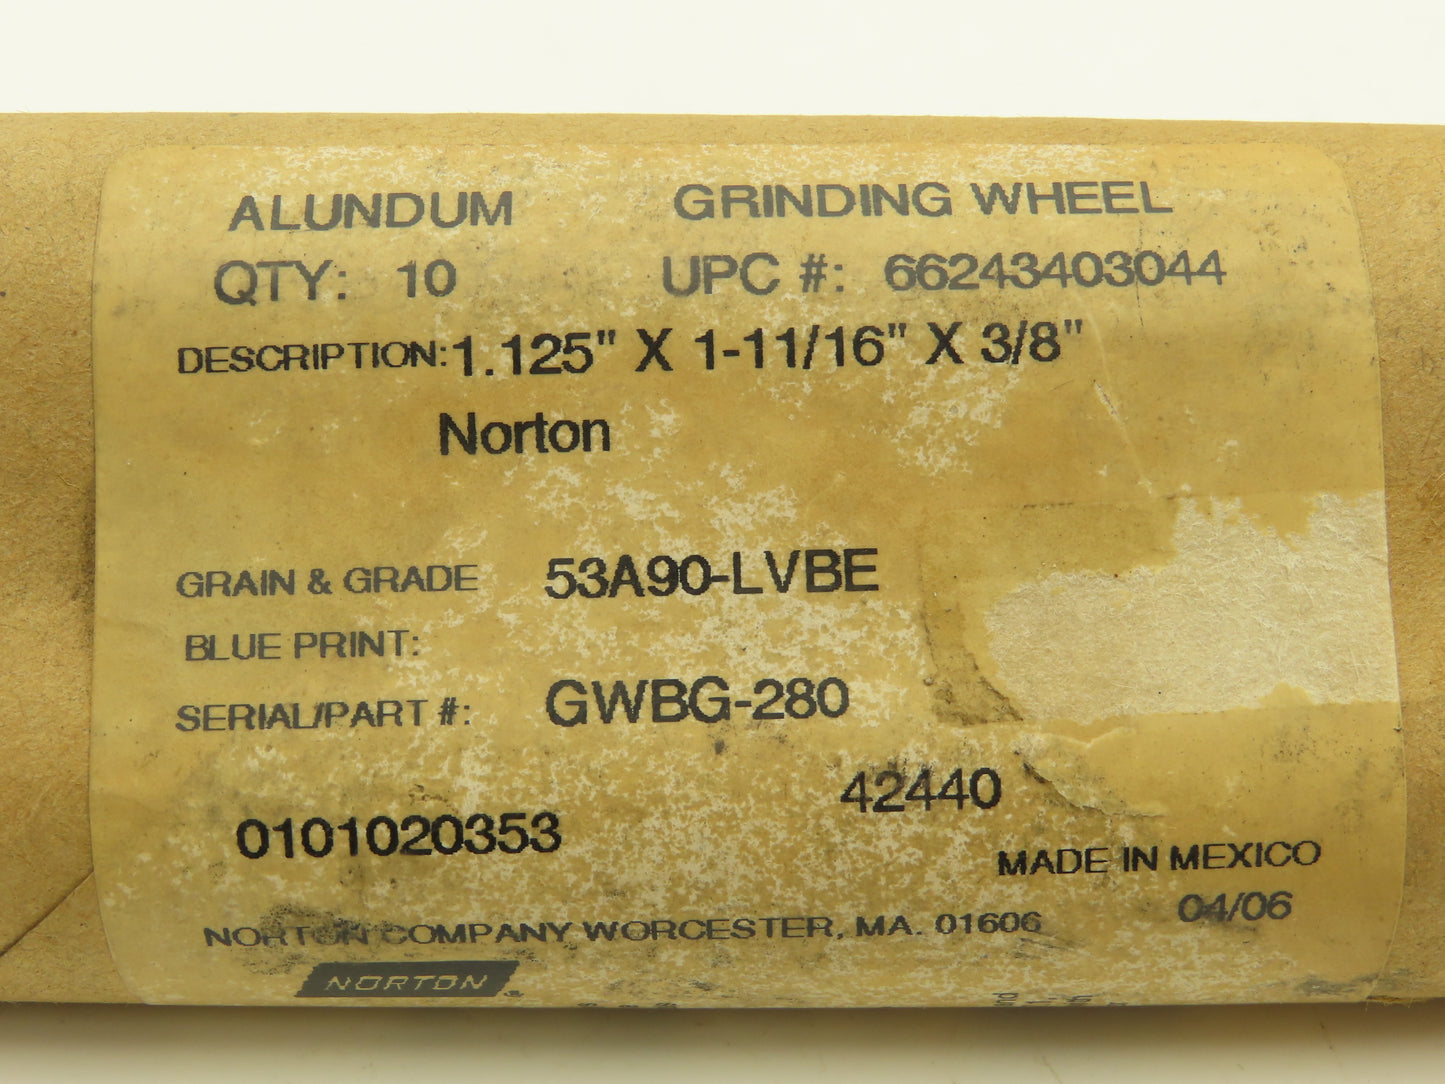 ALUNDUM GRINDING WHEEL
QTY: 10 UPC #: 66243403044
DESCRIPTION: 1.125" X 1-11/16" X 3/8"
Norton
GRAIN & GRADE 53A90-LVBE
BLUE PRINT:
SERIAL/PART #: GWBG-280
42440
0101020353
MADE IN MEXICO
04/06
NORTON COMPANY WORCESTER, MA. 01606
NORTON